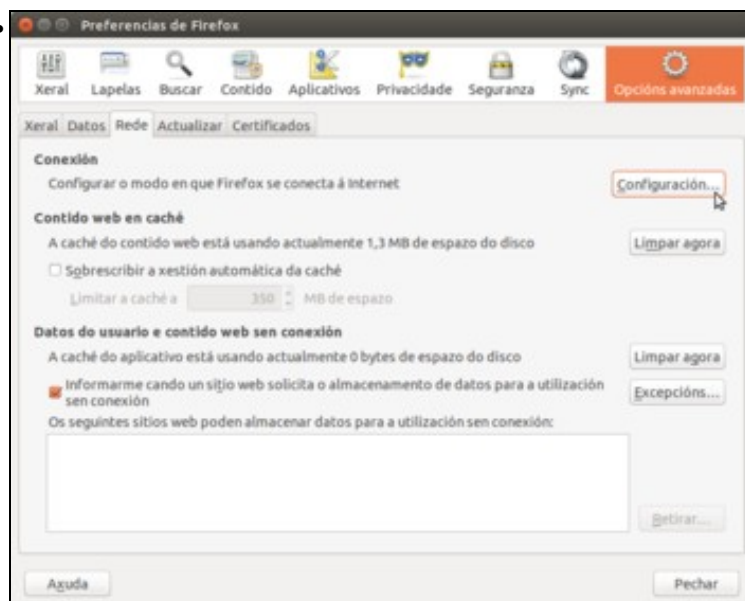 Preferencias de Firefox
Xeral Lapelas Buscar Contido Aplicativos Privacidade Seguranza Sync Opcións avanzadas
Xeral Datos Rede Actualizar Certificados
Conexión
Configurar o modo en que Firefox se conecta á Internet Configuración...
Contido web en caché
A caché do contido web está usando actualmente 1,3 MB de espazo do disco Limpar agora
Sobrescribir a xestión automática da caché
Limitar a caché a 350 MB de espazo
Datos do usuario e contido web sen conexión
A caché do aplicativo está usando actualmente 0 bytes de espazo do disco Limpar agora
Informarme cando un sitio web solicita o almacenamento de datos para a utilización
sen conexión Excepcións...
Os seguintes sitios web poden almacenar datos para a utilización sen conexión:
Retirar...
Axuda Pechar